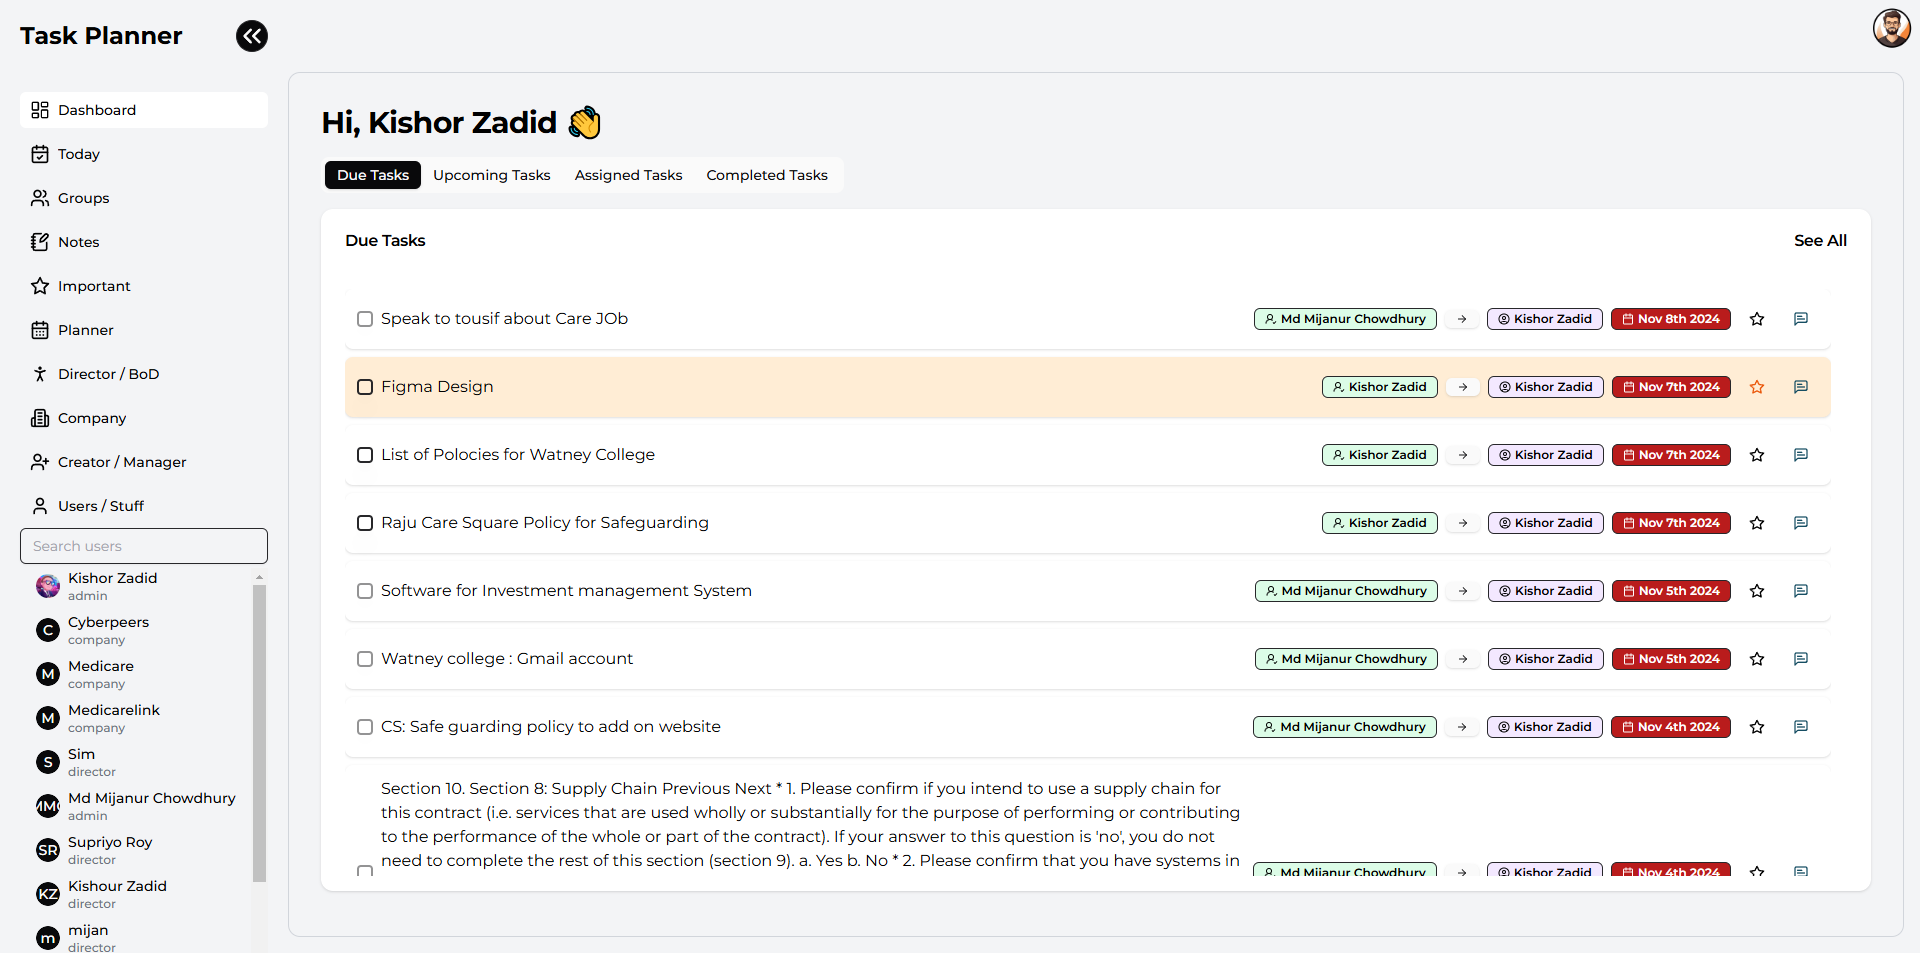 Task Planner
Dashboard
Today
Groups
Notes
Important
Planner
Director / BoD
Company
Creator / Manager
Users / Stuff
Search users
Kishor Zadid
admin
C
Cyberpeers
company
M
Medicare
company
M
Medicarelink
company
S
Sim
director
Md Mijanur Chowdhury
admin
SR
Supriyo Roy
director
KZ
Kishour Zadid
director
m
mijan
director
Hi, Kishor Zadid
Due Tasks Upcoming Tasks Assigned Tasks Completed Tasks
Due Tasks See All
Speak to tousif about Care JOb Md Mijanur Chowdhury → Kishor Zadid Nov 8th 2024
Figma Design Kishor Zadid → Kishor Zadid Nov 7th 2024
List of Polocies for Watney College Kishor Zadid → Kishor Zadid Nov 7th 2024
Raju Care Square Policy for Safeguarding Kishor Zadid → Kishor Zadid Nov 7th 2024
Software for Investment management System Md Mijanur Chowdhury → Kishor Zadid Nov 5th 2024
Watney college : Gmail account Md Mijanur Chowdhury → Kishor Zadid Nov 5th 2024
CS: Safe guarding policy to add on website Md Mijanur Chowdhury → Kishor Zadid Nov 4th 2024
Section 10. Section 8: Supply Chain Previous Next * 1. Please confirm if you intend to use a supply chain for
this contract (i.e. services that are used wholly or substantially for the purpose of performing or contributing
to the performance of the whole or part of the contract). If your answer to this question is 'no', you do not
need to complete the rest of this section (section 9). a. Yes b. No * 2. Please confirm that you have systems in
Md Mijanur Chowdhury → Kishor Zadid Nov 4th 2024